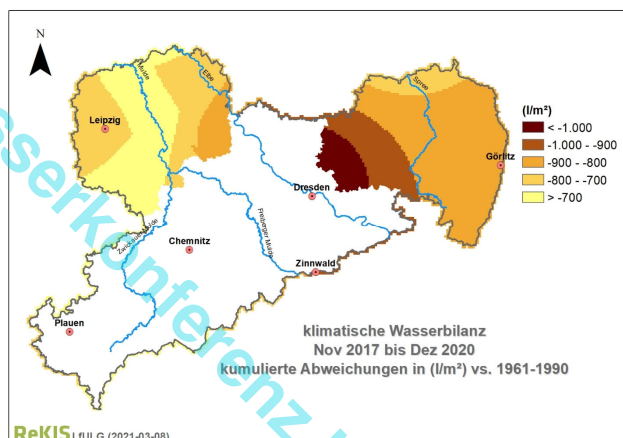 N
Mulde
Elbe
Spree
Leipzig
(l/m²)
< -1.000
-1.000 - -900
-900 - -800
-800 - -700
> -700
Görlitz
Dresden
Freiberger Mulde
Zwickauer Mulde
Chemnitz
Zinnwald
Plauen
klimatische Wasserbilanz
Nov 2017 bis Dez 2020
kumulierte Abweichungen in (l/m²) vs. 1961-1990
ReKIS LfULG (2021-03-08)